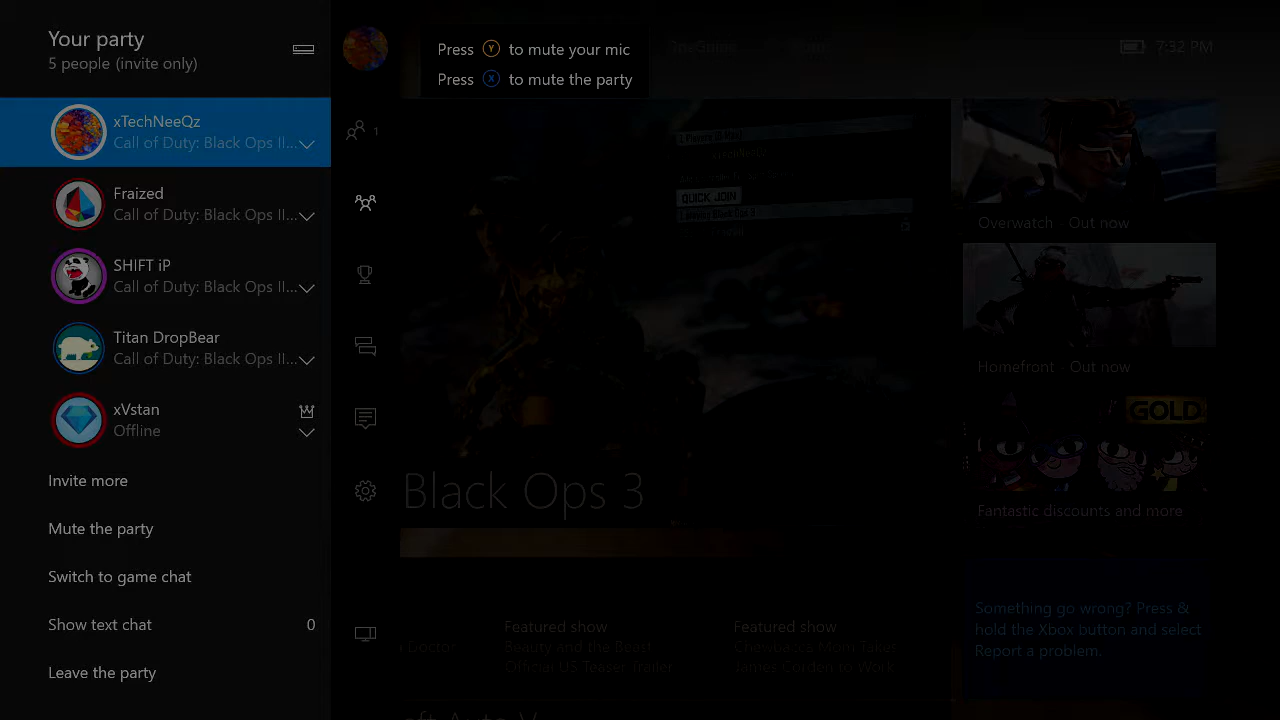 Your party
5 people (invite only)
xTechNeeQz
Call of Duty: Black Ops II...
Fraized
Call of Duty: Black Ops II...
SHIFT iP
Call of Duty: Black Ops II...
Titan DropBear
Call of Duty: Black Ops II...
xVstan
Offline
Invite more
Mute the party
Switch to game chat
Show text chat 0
Leave the party
Press Y to mute your mic
Press X to mute the party
7:32 PM
1
QUICK JOIN
Black Ops 3
Overwatch - Out now
Homefront - Out now
GOLD
Fantastic discounts and more
Featured show
Beauty and the Beast
Official US Teaser Trailer
Featured show
Chewbacca Mom Takes
James Corden to Work
Something go wrong? Press &
hold the Xbox button and select
Report a problem.